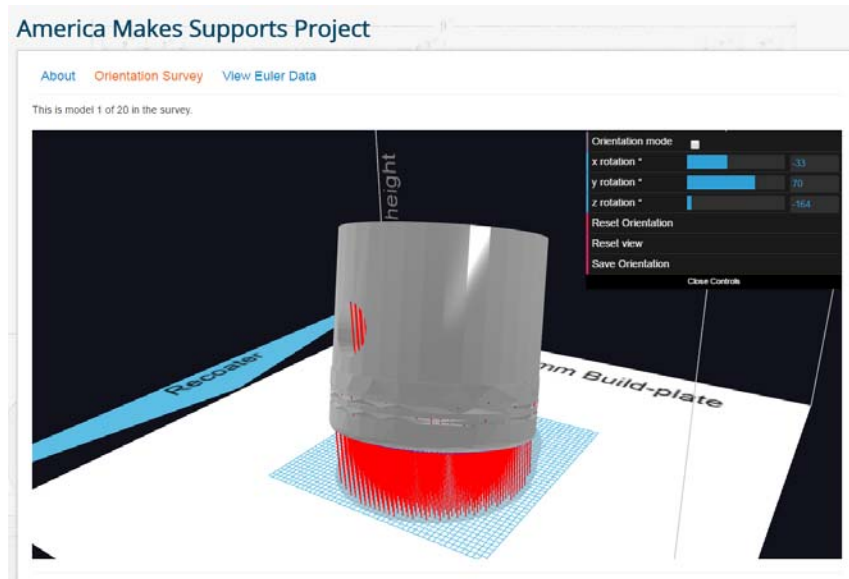 America Makes Supports Project
About Orientation Survey View Euler Data
This is model 1 of 20 in the survey.
height
Recoater
mm Build-plate
Orientation mode
x rotation ° -33
y rotation ° 70
z rotation ° -164
Reset Orientation
Reset view
Save Orientation
Close Controls